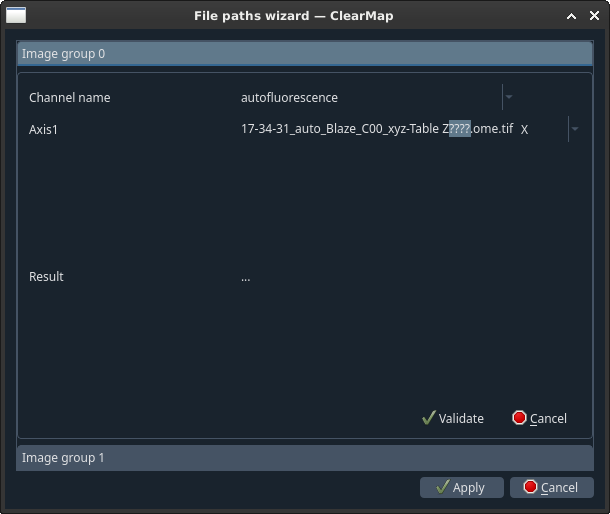 File paths wizard — ClearMap
Image group 0
Channel name autofluorescence
Axis1 17-34-31_auto_Blaze_C00_xyz-Table Z????.ome.tif X
Result ...
Validate Cancel
Image group 1
Apply Cancel